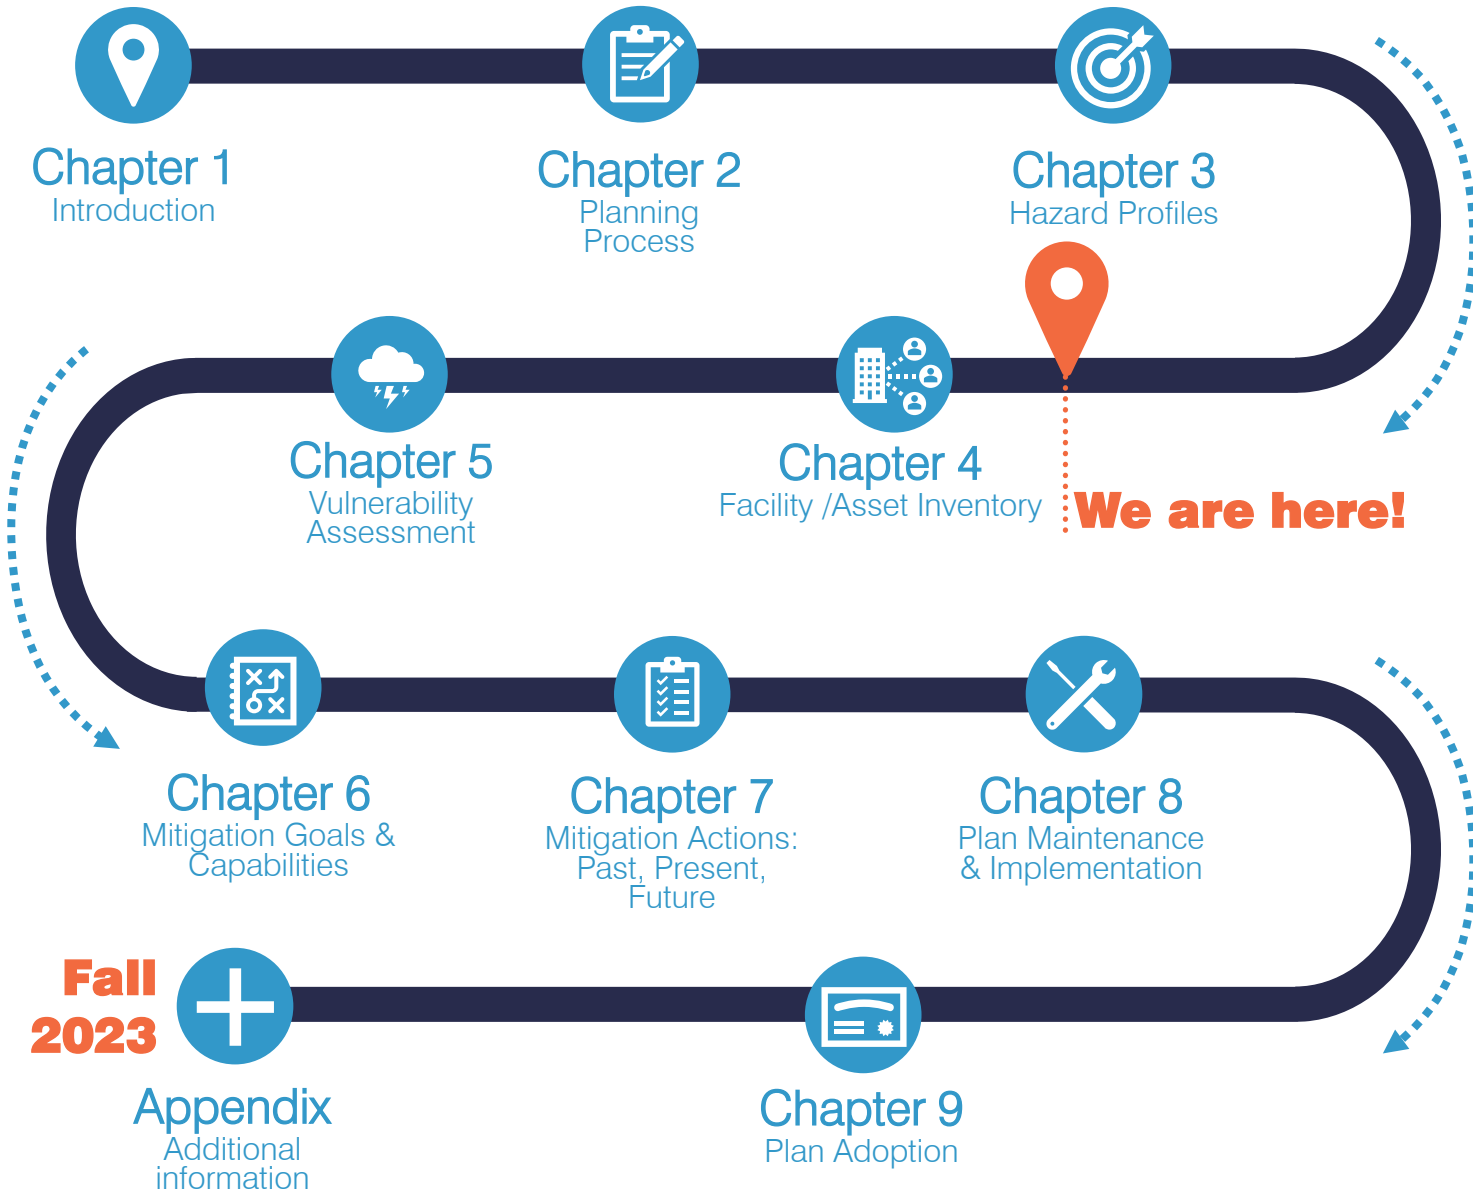 Chapter 1
Introduction
Chapter 2
Planning
Process
Chapter 3
Hazard Profiles
Chapter 5
Vulnerability
Assessment
Chapter 4
Facility /Asset Inventory
We are here!
Chapter 6
Mitigation Goals &
Capabilities
Chapter 7
Mitigation Actions:
Past, Present,
Future
Chapter 8
Plan Maintenance
& Implementation
Fall
2023
Appendix
Additional
information
Chapter 9
Plan Adoption